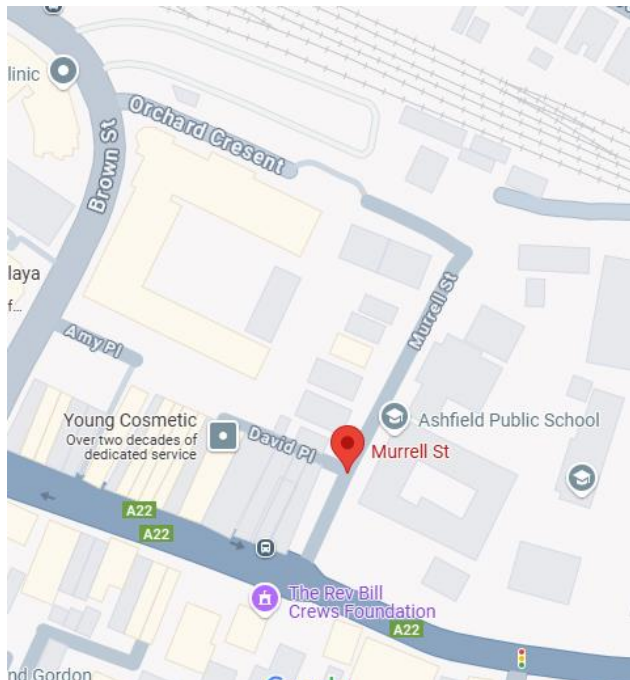 linic
Orchard Cresent
Brown St
laya
f...
Murrell St
Amy Pl
Young Cosmetic
Over two decades of
dedicated service
David Pl
Ashfield Public School
Murrell St
A22
A22
The Rev Bill
Crews Foundation
A22
nd Gordon